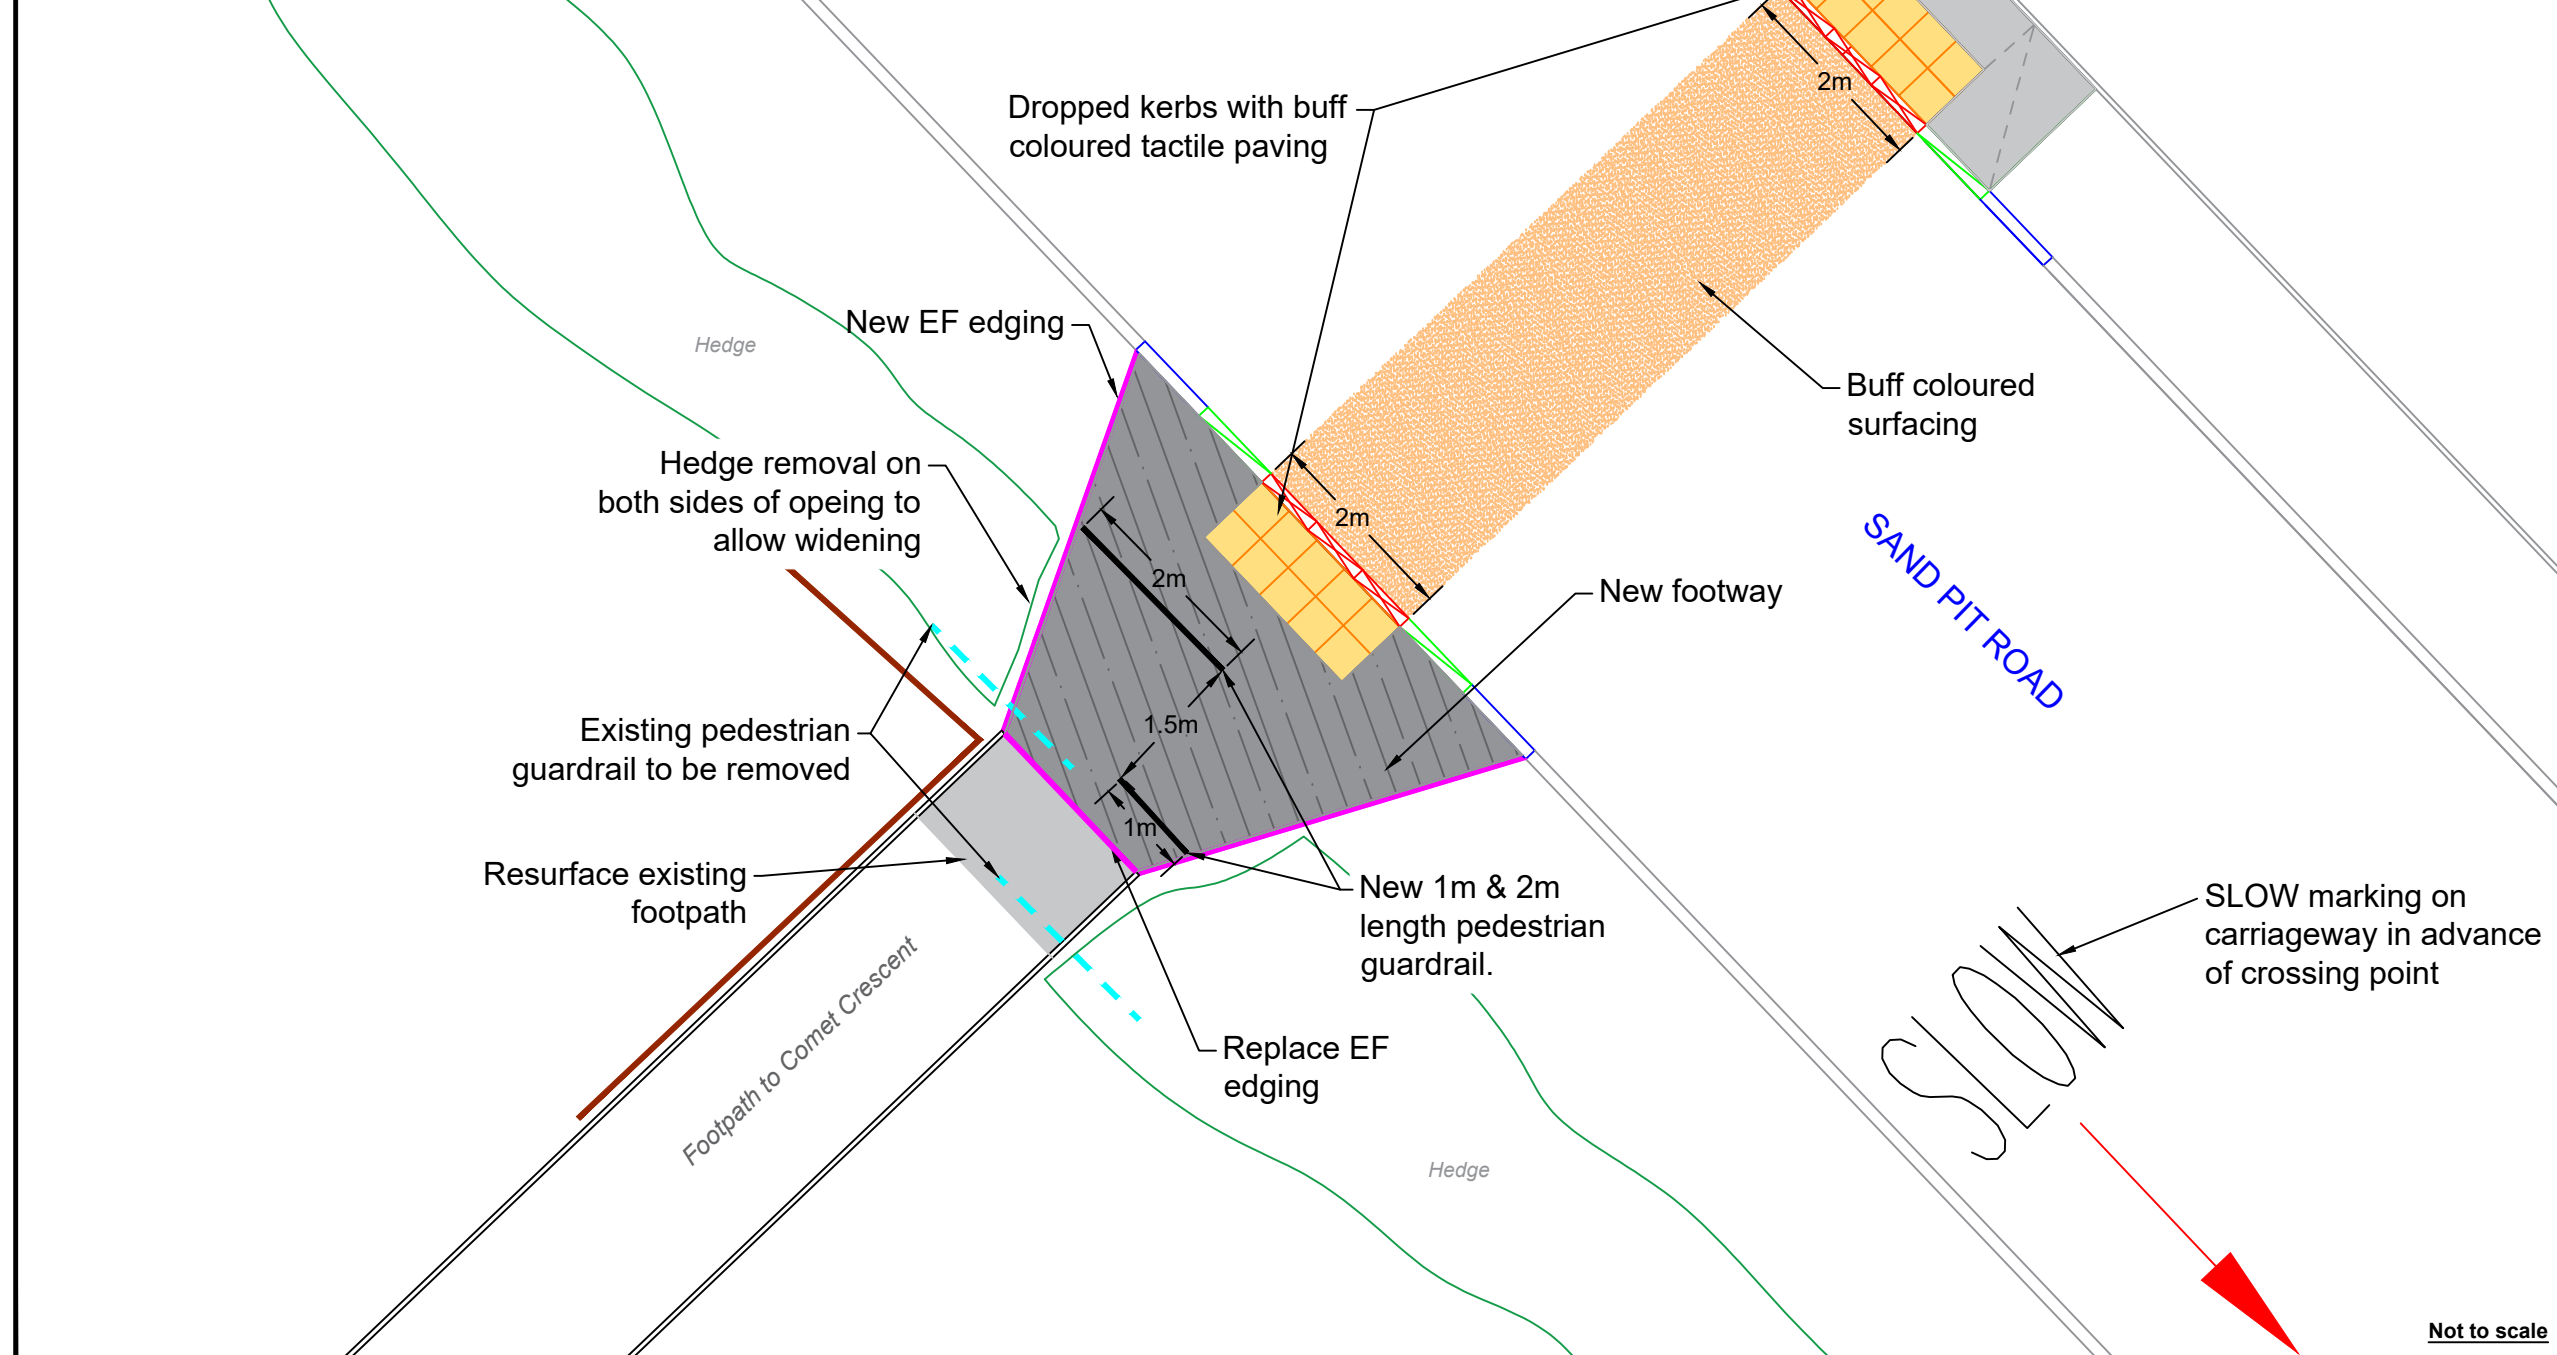 2m
Dropped kerbs with buff
coloured tactile paving
New EF edging
Hedge
Buff coloured
surfacing
Hedge removal on
both sides of opeing to
allow widening
2m
2m
New footway
SAND PIT ROAD
Existing pedestrian
guardrail to be removed
1.5m
1m
Resurface existing
footpath
New 1m & 2m
length pedestrian
guardrail.
SLOW marking on
carriageway in advance
of crossing point
SLOW
Footpath to Comet Crescent
Replace EF
edging
Hedge
Not to scale